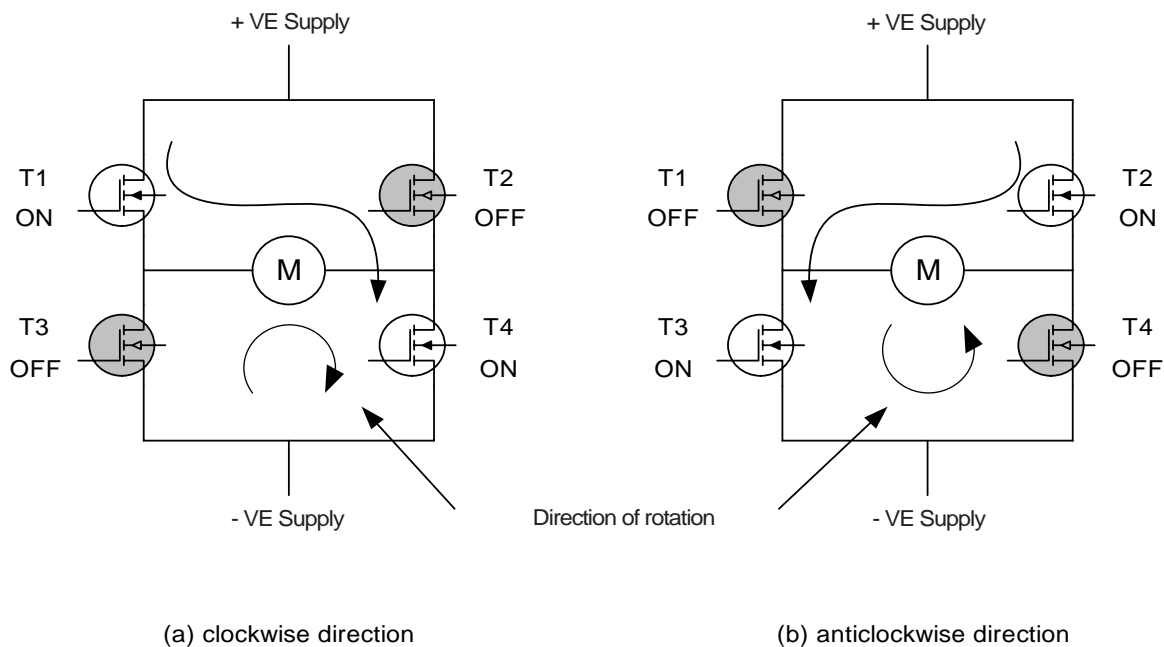 + VE Supply
+ VE Supply
T1
ON
T2
OFF
T1
OFF
T2
ON
M
M
T3
OFF
T4
ON
T3
ON
T4
OFF
- VE Supply
Direction of rotation
- VE Supply
(a) clockwise direction
(b) anticlockwise direction